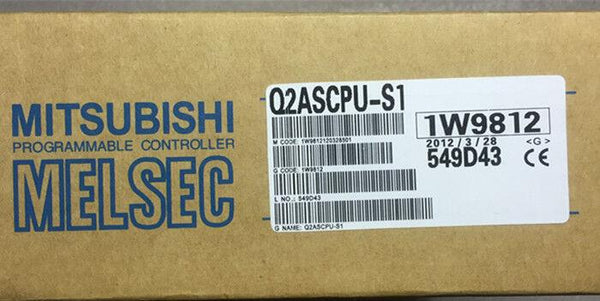 MITSUBISHI
PROGRAMMABLE CONTROLLER
MELSEC
Q2ASCPU-S1
M CODE: 1W9812120328501
G CODE: 1W9812
L NO.: 549D43
G NAME: Q2ASCPU-S1
1W9812
2012/3/28 <G>
549D43 CE